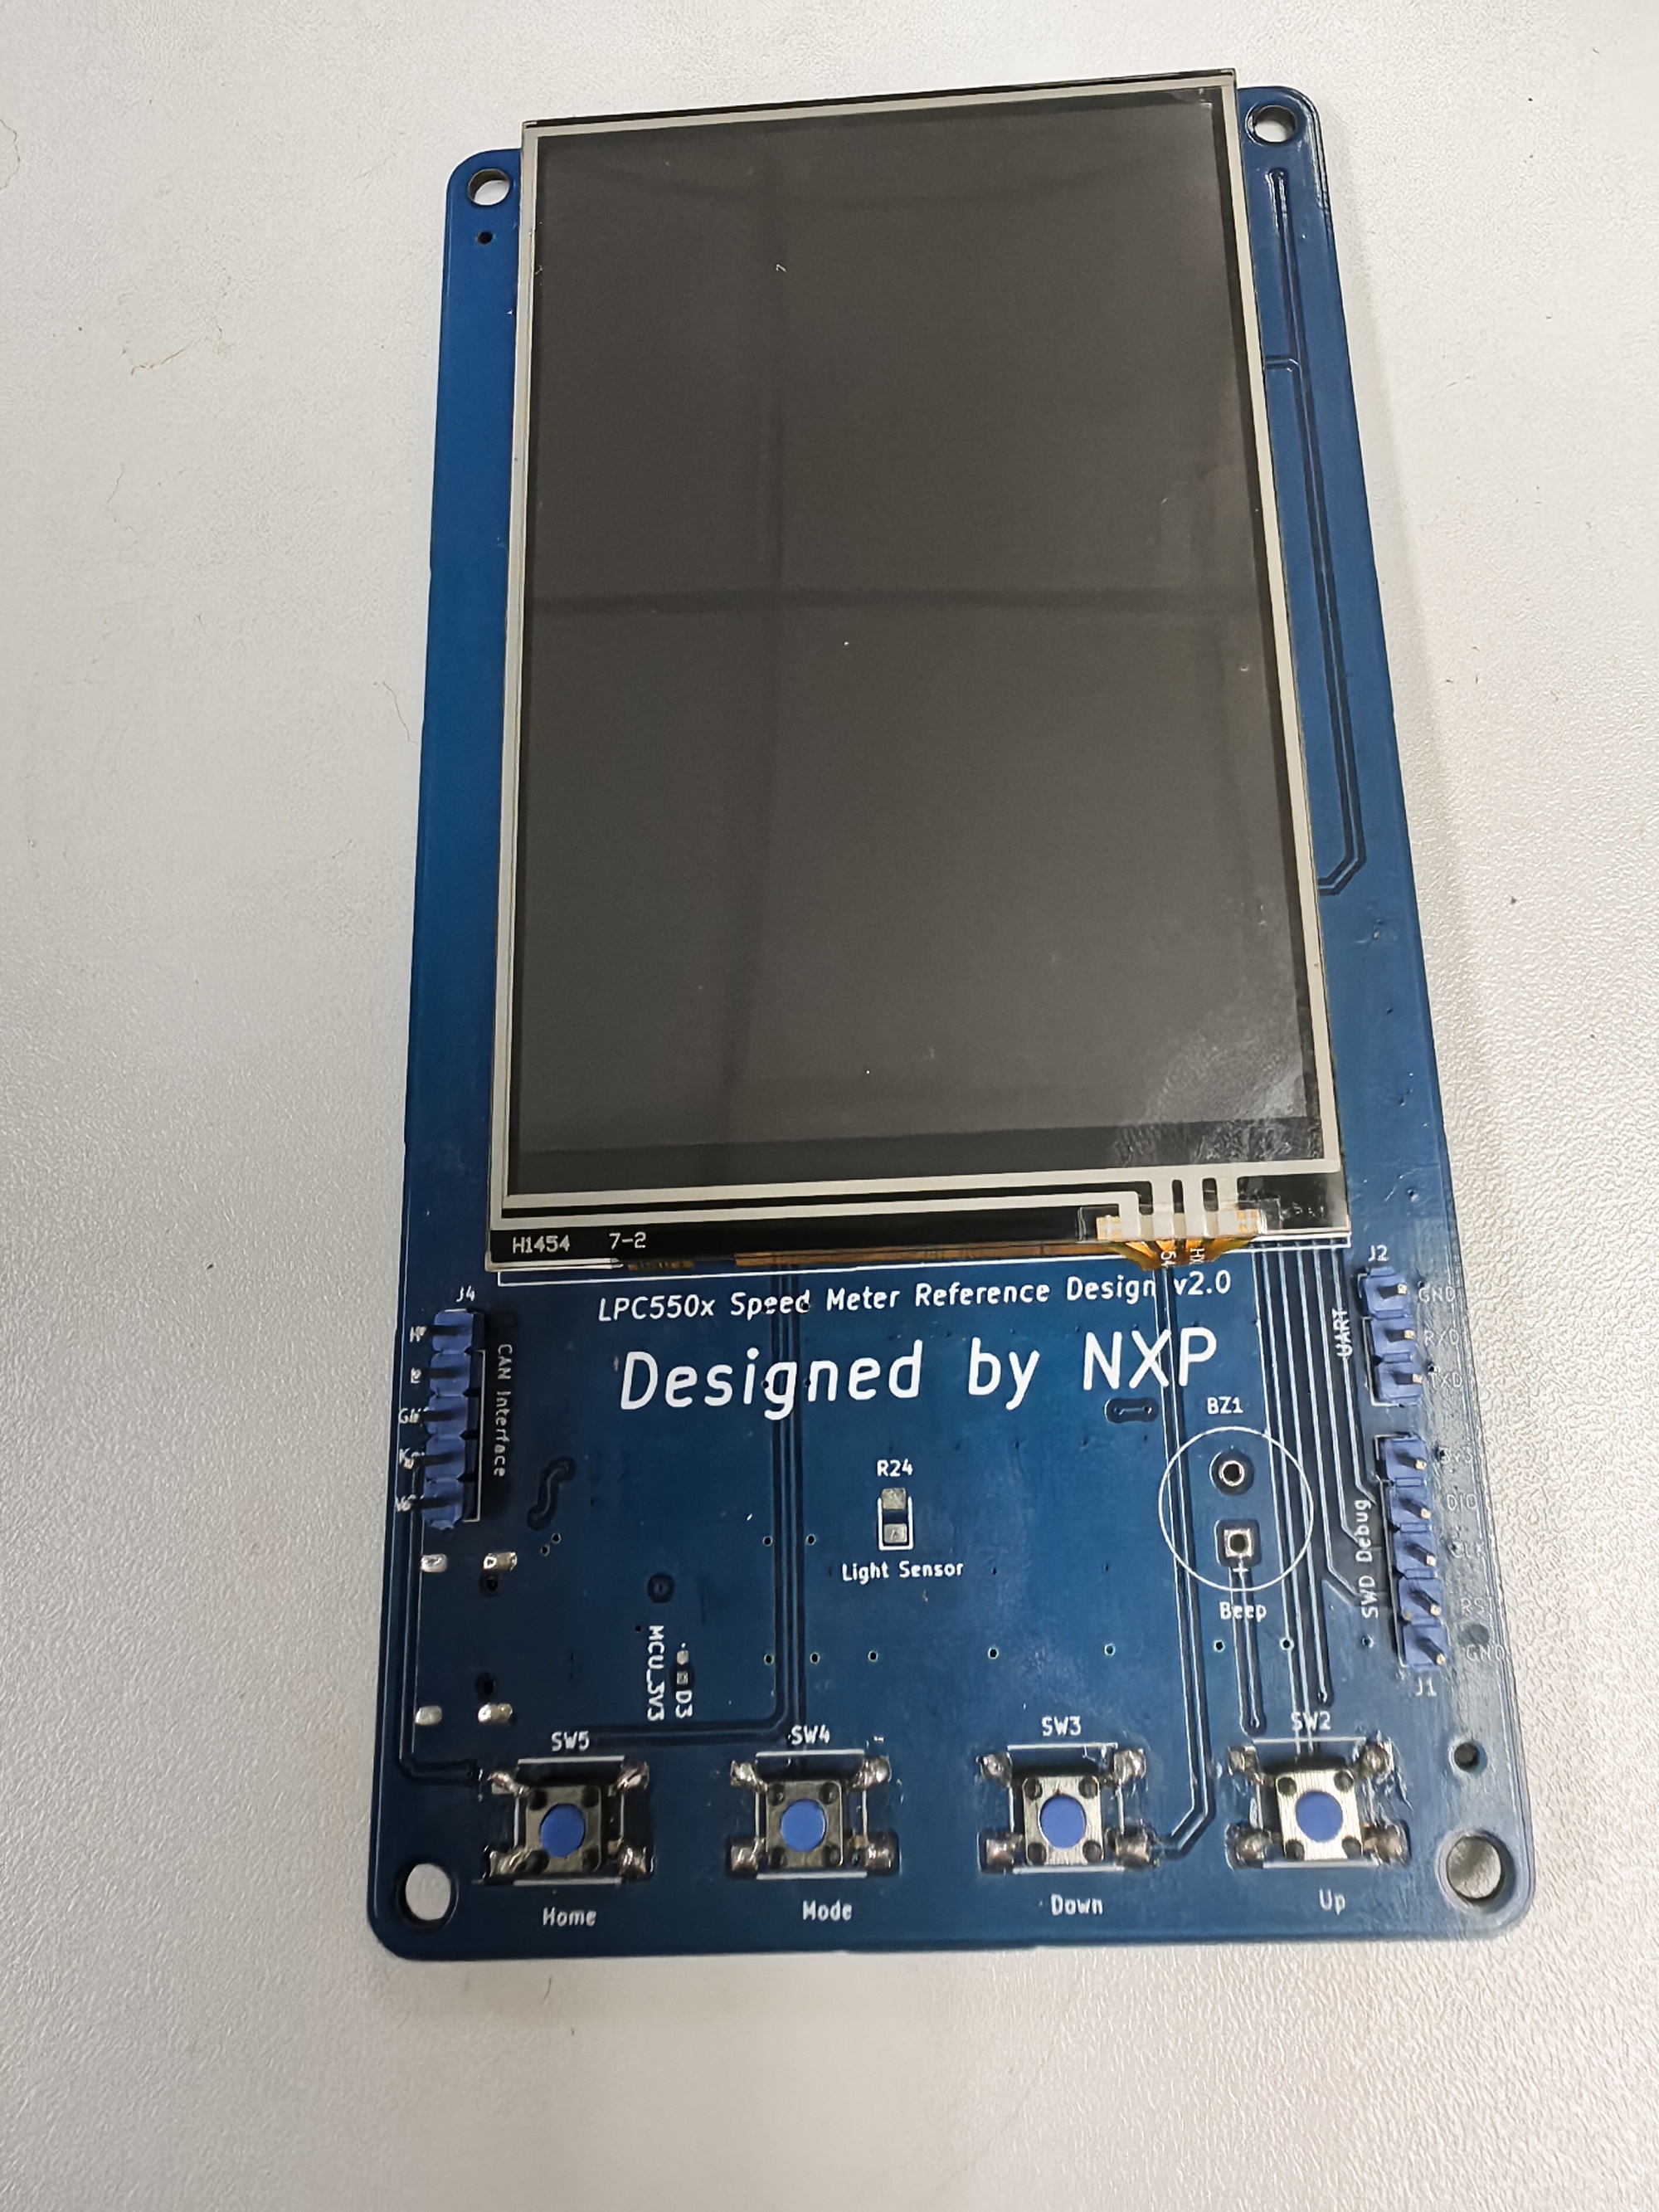 H1454 7-2
LPC550x Speed Meter Reference Design v2.0
Designed by NXP
J4
CAN Interface
J2
GND
RXD
TXD
UART
BZ1
Beep
R24
Light Sensor
SWD Debug
DIO
GND
J1
MCU_3V3
D3
SW5
SW4
SW3
SW2
Home
Mode
Down
Up